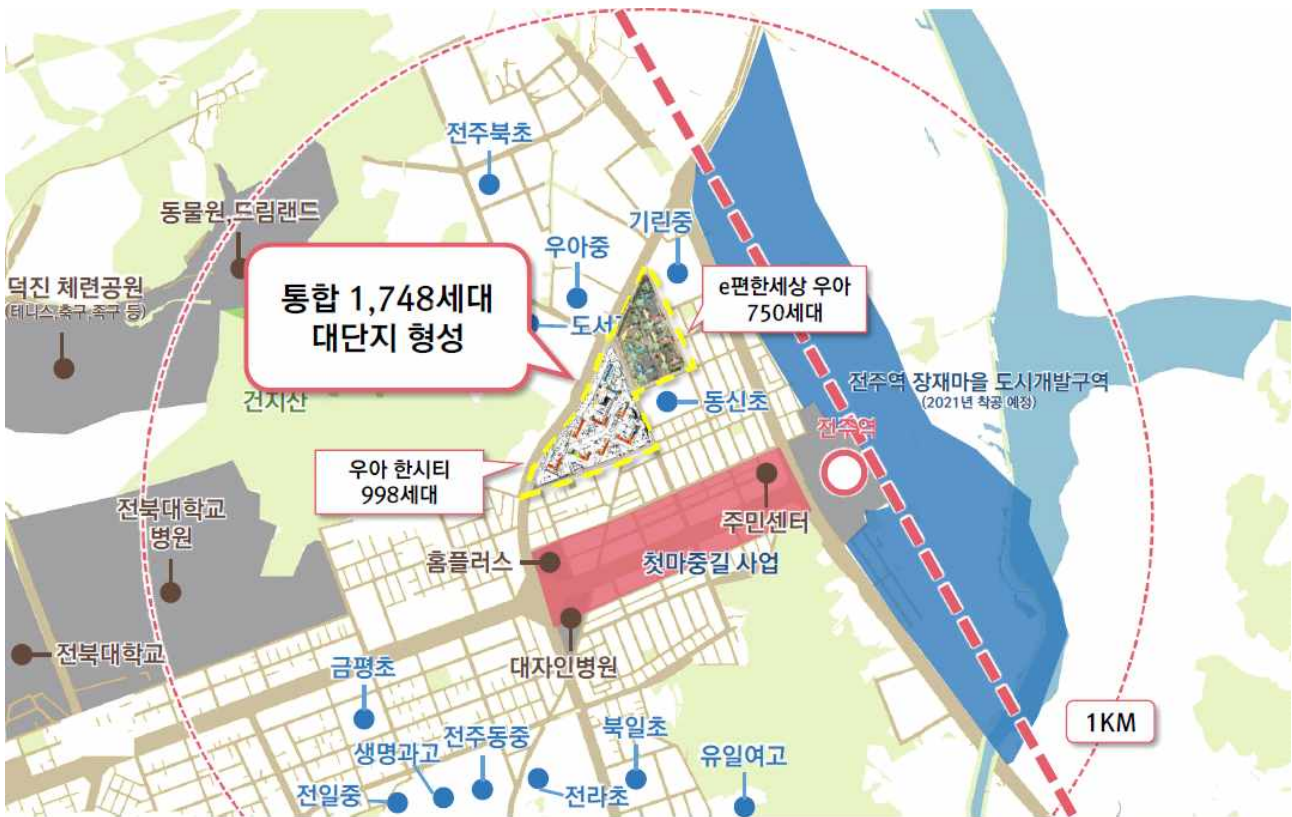 전주북초
동물원,드림랜드
기린중
우아중
덕진 체련공원
(테니스,축구,족구 등)
통합 1,748세대
대단지 형성
e편한세상 우아
750세대
도서
건지산
동신초
전주역 장재마을 도시개발구역
(2021년 착공 예정)
전주역
우아 한시티
998세대
전북대학교
병원
주민센터
홈플러스
첫마중길 사업
전북대학교
대자인병원
금평초
1KM
생명과고
전주동중
북일초
유일여고
전일중
전라초